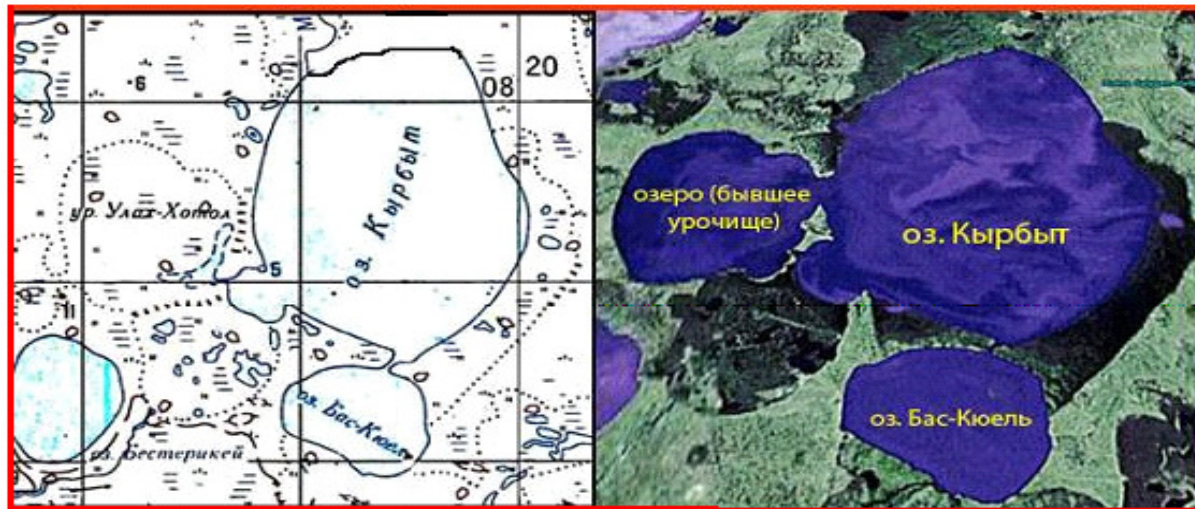 6
08
20
ур. Улах-Хотол
оз. Кырбыт
5
11
оз. Бас-Кюель
оз. Бестерикей
озеро (бывшее
урочище)
оз. Кырбыт
оз. Бас-Кюель